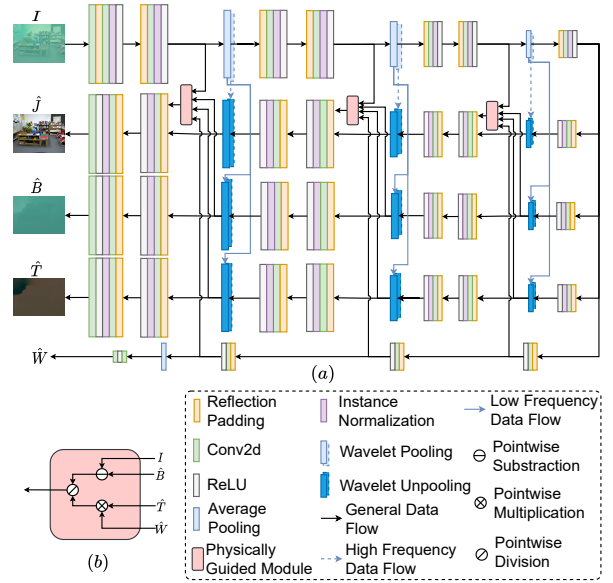 I
Ĵ
B̂
T̂
Ŵ
(a)
I
B̂
T̂
Ŵ
(b)
Reflection
Padding
Conv2d
ReLU
Average
Pooling
Physically
Guided Module
Instance
Normalization
Wavelet Pooling
Wavelet Unpooling
General Data
Flow
High Frequency
Data Flow
Low Frequency
Data Flow
Pointwise
Substraction
Pointwise
Multiplication
Pointwise
Division